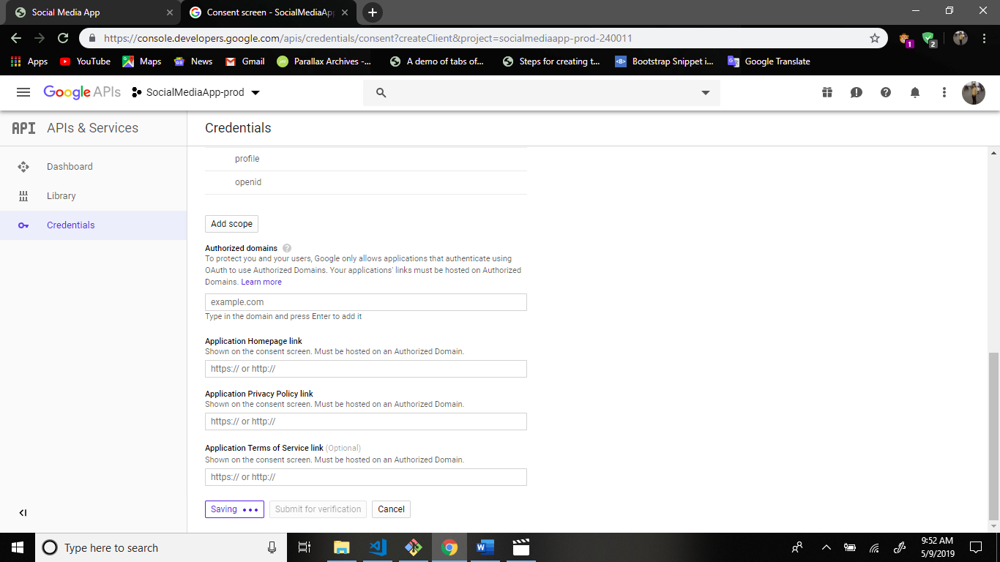 Social Media App
Consent screen - SocialMediaApp
https://console.developers.google.com/apis/credentials/consent?createClient&project=socialmediaapp-prod-240011
1
2
Apps
YouTube
Maps
News
Gmail
Parallax Archives -...
A demo of tabs of...
Steps for creating t...
<B>
Bootstrap Snippet i...
Google Translate
Google APIs
SocialMediaApp-prod
API
APIs & Services
Credentials
Dashboard
Library
Credentials
profile
openid
Add scope
Authorized domains
To protect you and your users, Google only allows applications that authenticate using
OAuth to use Authorized Domains. Your applications' links must be hosted on Authorized
Domains. Learn more
example.com
Type in the domain and press Enter to add it
Application Homepage link
Shown on the consent screen. Must be hosted on an Authorized Domain.
https:// or http://
Application Privacy Policy link
Shown on the consent screen. Must be hosted on an Authorized Domain.
https:// or http://
Application Terms of Service link (Optional)
Shown on the consent screen. Must be hosted on an Authorized Domain.
https:// or http://
Saving
Submit for verification
Cancel
Type here to search
9:52 AM
5/9/2019